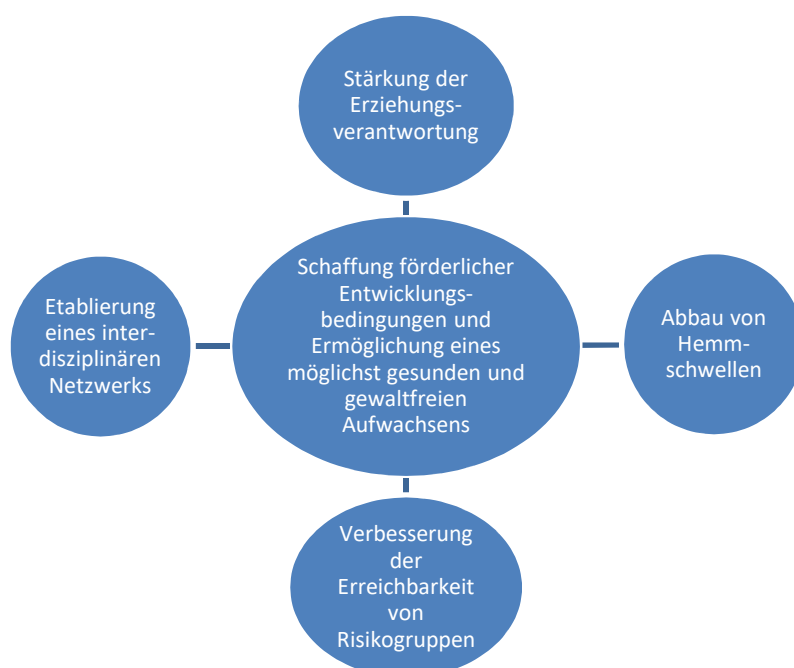 Stärkung der
Erziehungs-
verantwortung
Schaffung förderlicher
Entwicklungs-
bedingungen und
Ermöglichung eines
möglichst gesunden und
gewaltfreien
Aufwachsens
Etablierung
eines inter-
disziplinären
Netzwerks
Abbau von
Hemm-
schwellen
Verbesserung
der
Erreichbarkeit
von
Risikogruppen